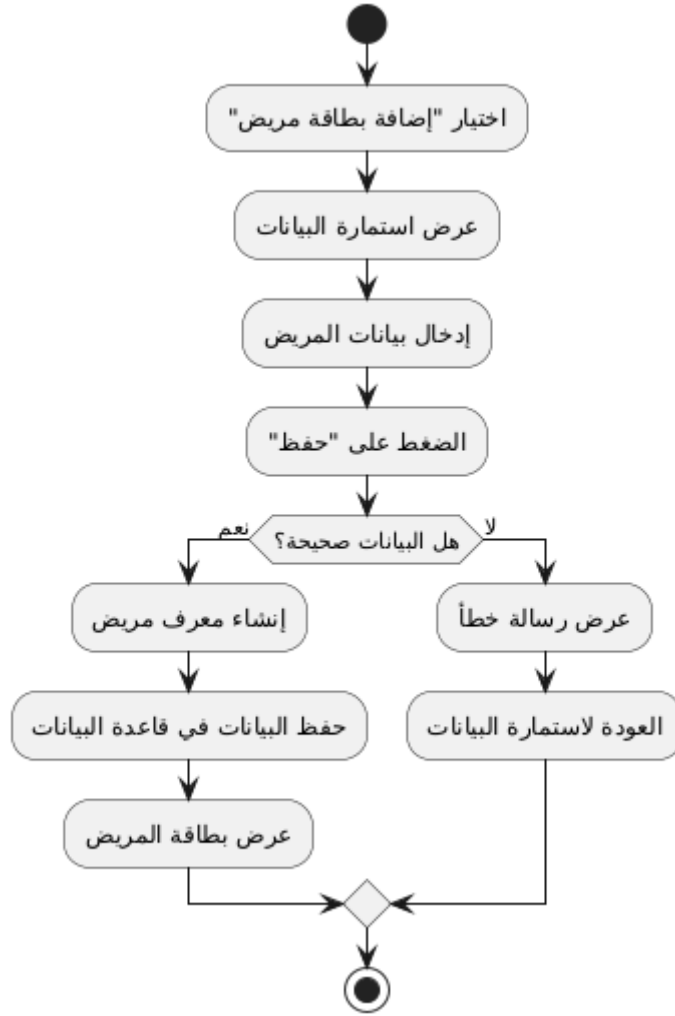 اختيار "إضافة بطاقة مريض"
عرض استمارة البيانات
إدخال بيانات المريض
الضغط على "حفظ"
هل البيانات صحيحة؟
نعم
لا
إنشاء معرف مريض
عرض رسالة خطأ
حفظ البيانات في قاعدة البيانات
العودة لاستمارة البيانات
عرض بطاقة المريض